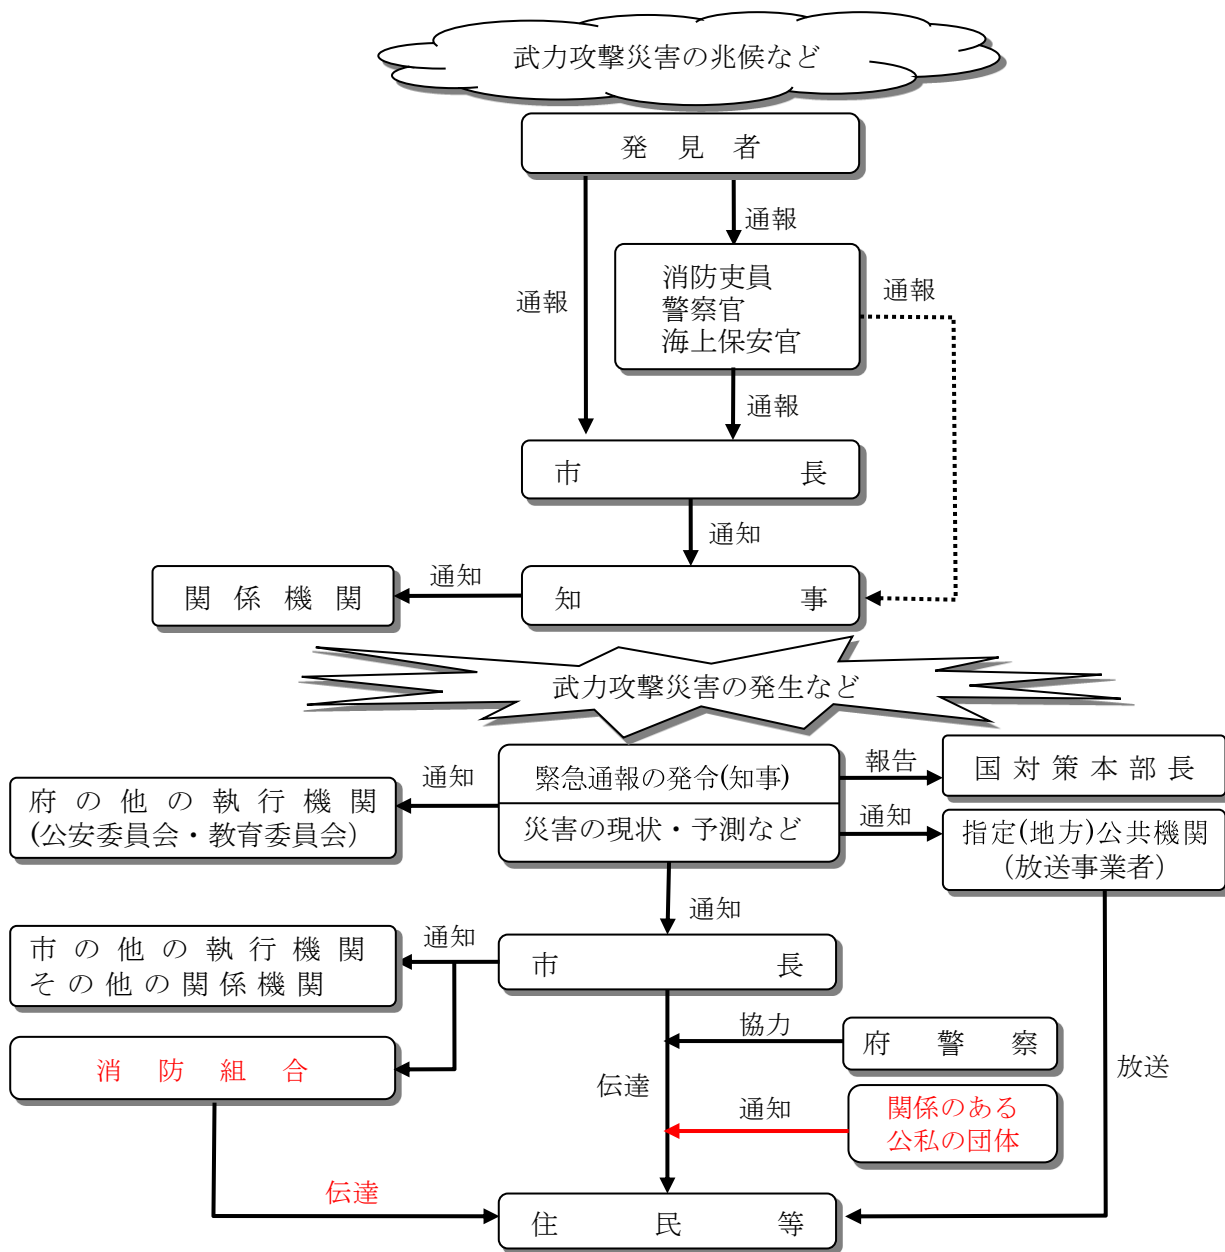 武力攻撃災害の兆候など
発見者
通報
消防吏員
警察官
海上保安官
通報
通報
通報
市長
通知
関係機関
通知
知事
武力攻撃災害の発生など
緊急通報の発令(知事)
災害の現状・予測など
報告
国対策本部長
通知
府の他の執行機関
(公安委員会・教育委員会)
通知
指定(地方)公共機関
(放送事業者)
通知
市の他の執行機関
その他の関係機関
通知
市長
消防組合
協力
府警察
放送
伝達
通知
関係のある
公私の団体
伝達
住民等